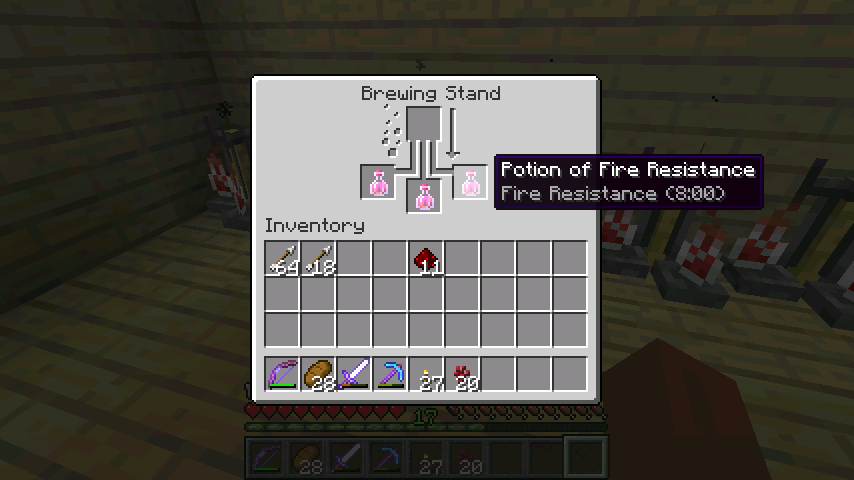 Brewing Stand
Potion of Fire Resistance
Fire Resistance (8:00)
Inventory
64 18 11
28 27 20
17
28 27 20